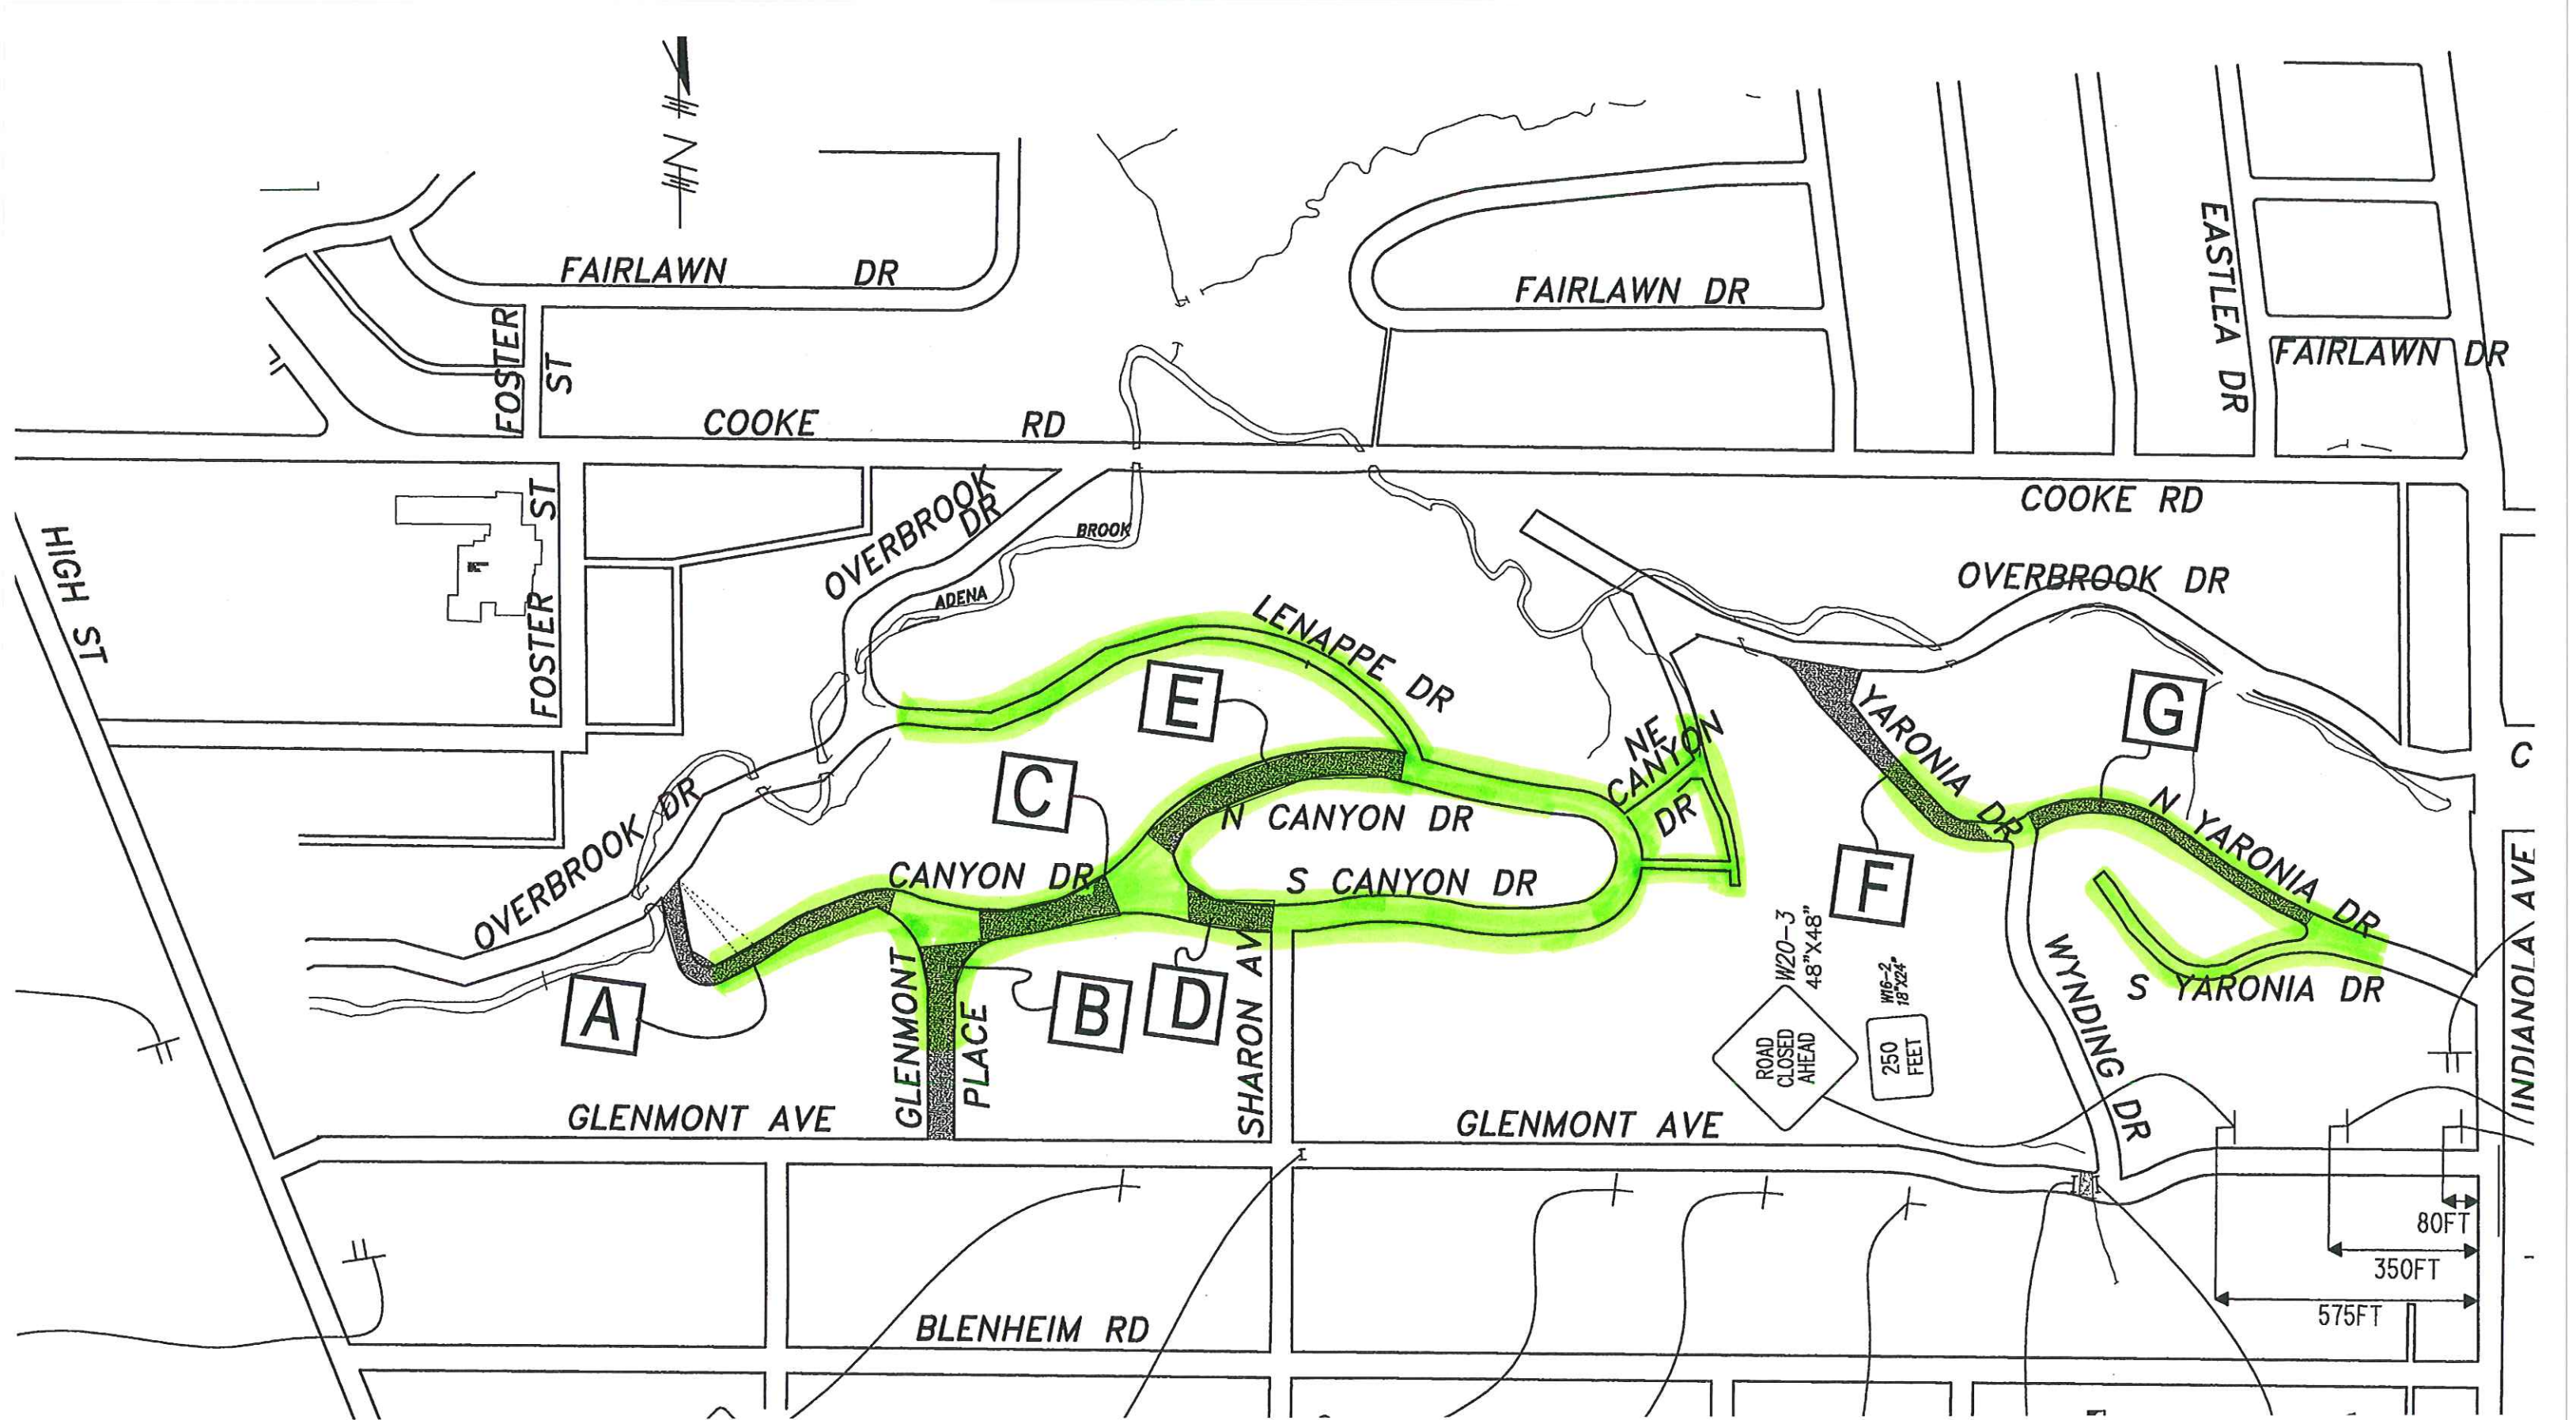 N
FAIRLAWN DR
FAIRLAWN DR
EASTLEA DR
FAIRLAWN DR
FOSTER ST
COOKE RD
COOKE RD
HIGH ST
FOSTER ST
FOSTER ST
OVERBROOK
DR
BROOK
ADENA
OVERBROOK DR
LENAPPE DR
E
C
NE
CANYON
DR
YARONIA DR
G
C
N CANYON DR
N YARONIA DR
OVERBROOK DR
CANYON DR
S CANYON DR
F
W20-3
48"X48"
W16-2
18"X24"
WYNDING DR
S YARONIA DR
INDIANOLA AVE
A
B
D
GLENMONT
PLACE
SHARON AV
ROAD
CLOSED
AHEAD
250
FEET
GLENMONT AVE
GLENMONT AVE
80FT
350FT
575FT
BLENHEIM RD